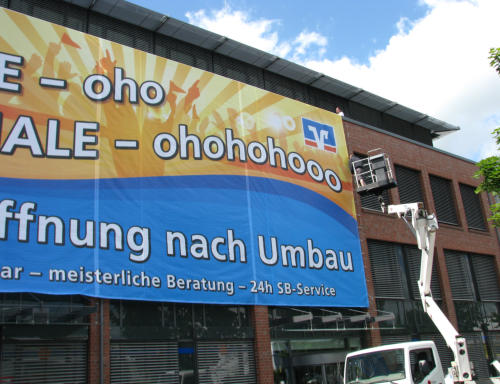 E – oho
ALE – ohohohooo
ffnung nach Umbau
ar – meisterliche Beratung – 24h SB-Service